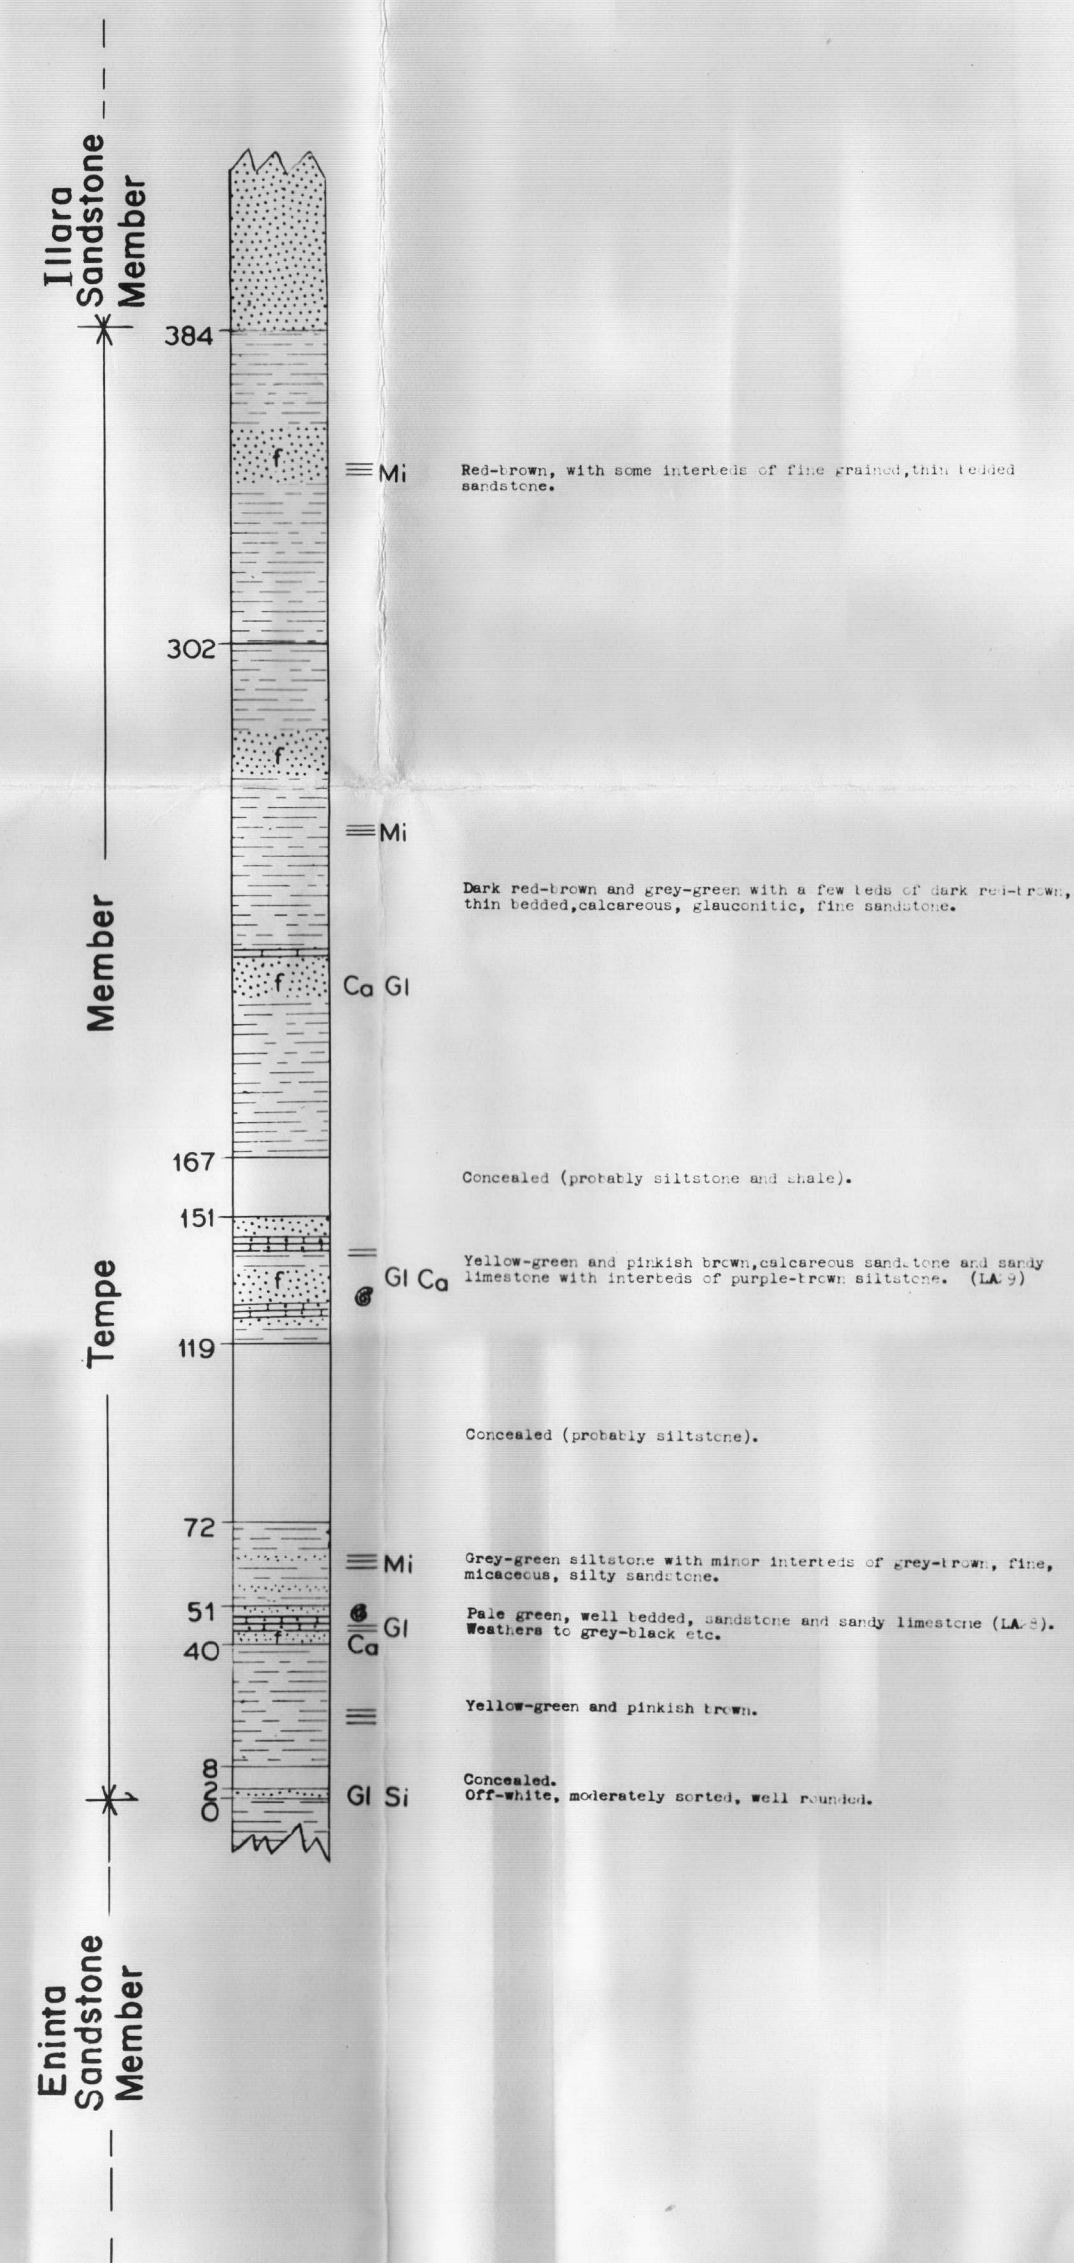 Illara
Sandstone
Member
384
f
Mi
Red-brown, with some interbeds of fine grained,thin bedded
sandstone.
302
f
Mi
Dark red-brown and grey-green with a few beds of dark red-brown,
thin bedded,calcareous, glauconitic, fine sandstone.
Member
f
Ca Gl
167
Concealed (probably siltstone and shale).
151
Yellow-green and pinkish brown,calcareous sandstone and sandy
limestone with interbeds of purple-brown siltstone.
f
Gl Ca
Tempe
119
Concealed (probably siltstone).
72
Mi
Grey-green siltstone with minor interbeds of grey-brown, fine,
micaceous, silty sandstone.
51
Gl
Pale green, well bedded, sandstone and sandy limestone
Weathers to grey-black etc.
f
40
Ca
Yellow-green and pinkish brown.
8
Concealed.
2
Gl Si
Off-white, moderately sorted, well rounded.
0
Eninta
Sandstone
Member